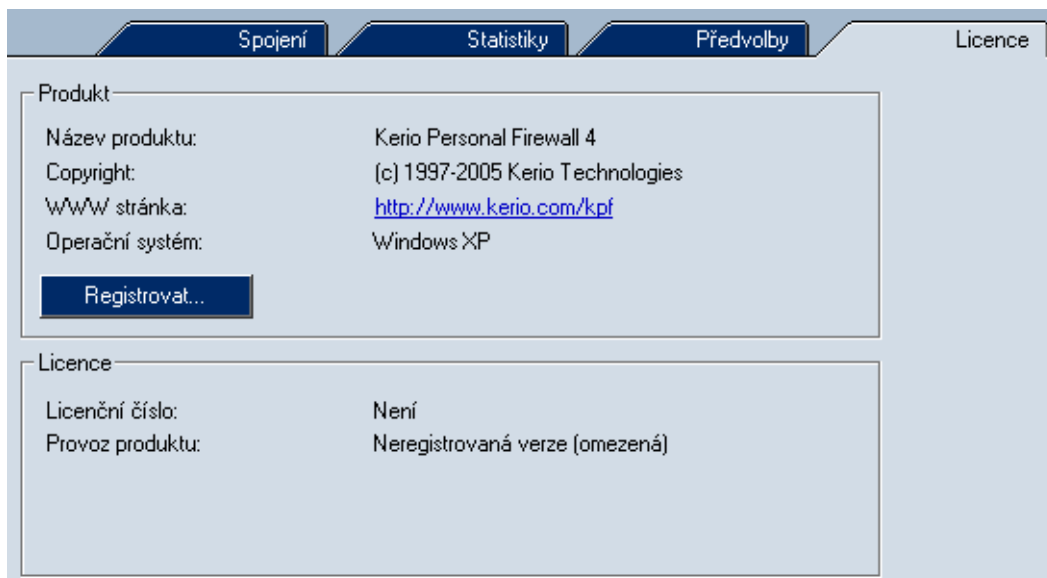 Spojení Statistiky Předvolby Licence
Produkt
Název produktu: Kerio Personal Firewall 4
Copyright: (c) 1997-2005 Kerio Technologies
WWW stránka: http://www.kerio.com/kpf
Operační systém: Windows XP
Registrovat...
Licence
Licenční číslo: Není
Provoz produktu: Neregistrovaná verze (omezená)